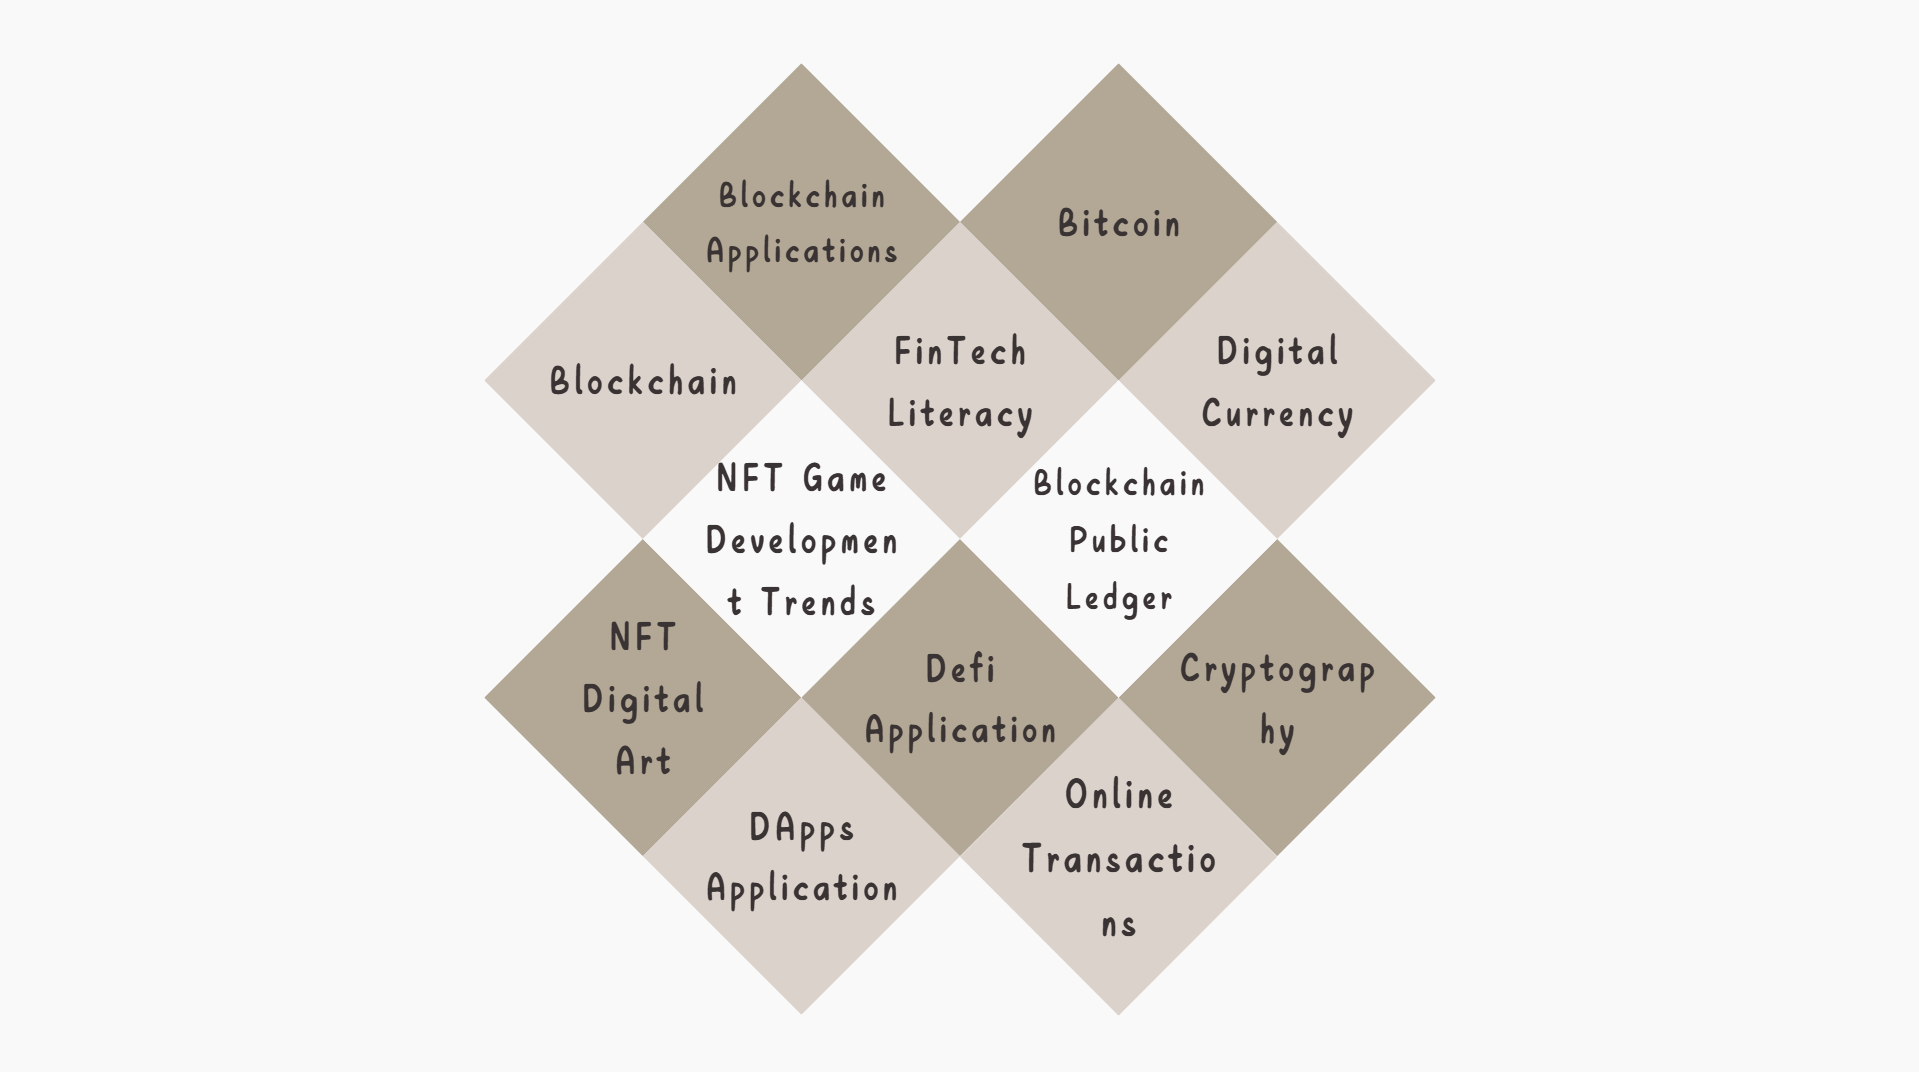 Blockchain
Applications
Bitcoin
Blockchain
FinTech
Literacy
Digital
Currency
NFT Game
Developmen
t Trends
Blockchain
Public
Ledger
NFT
Digital
Art
Defi
Application
Cryptograp
hy
DApps
Application
Online
Transactio
ns